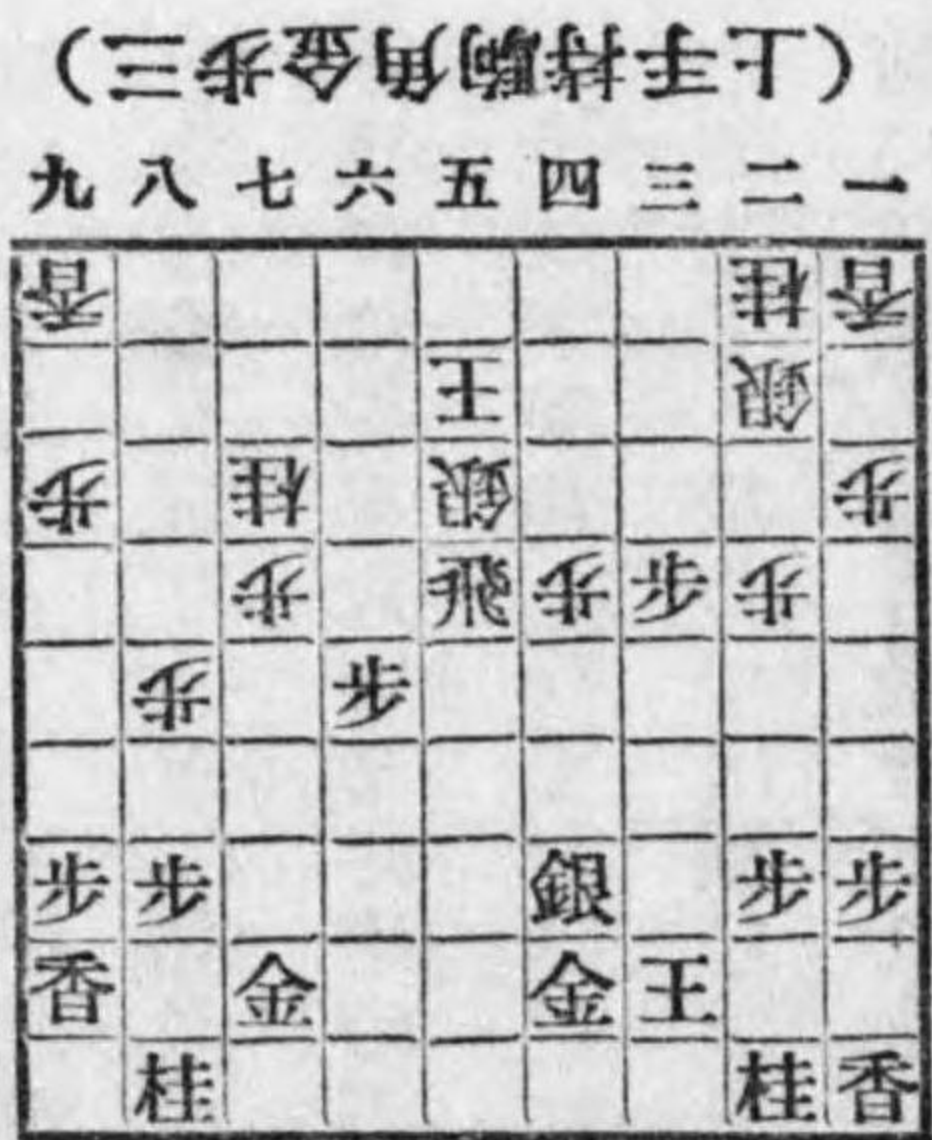 (上手持駒角金歩三)
九 八 七 六 五 四 三 二 一
香 桂 香
王 銀
歩 桂 銀 歩
歩 飛 歩 歩 歩
歩 歩
歩 歩 銀 歩 歩
香 金 金 王
桂 桂 香